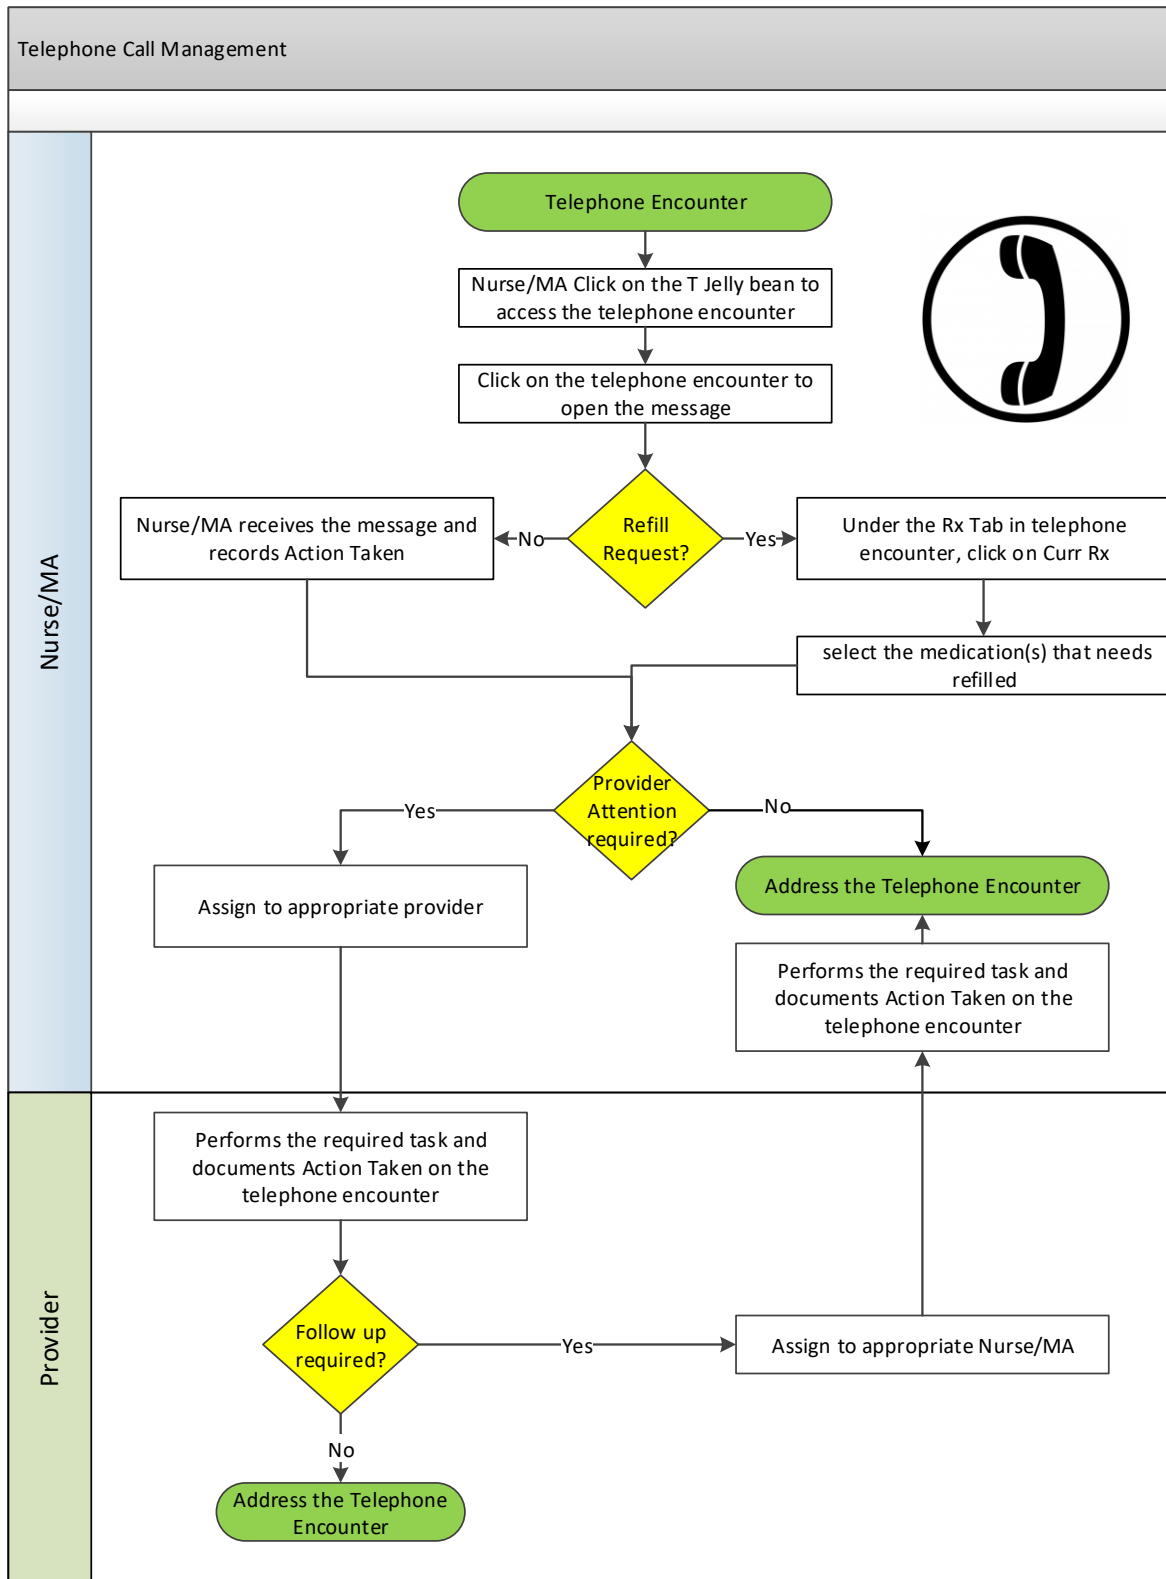 Telephone Call Management
Nurse/MA
Telephone Encounter
Nurse/MA Click on the T Jelly bean to
access the telephone encounter
Click on the telephone encounter to
open the message
Refill
Request?
No
Yes
Nurse/MA receives the message and
records Action Taken
Under the Rx Tab in telephone
encounter, click on Curr Rx
select the medication(s) that needs
refilled
Provider
Attention
required?
Yes
No
Assign to appropriate provider
Address the Telephone Encounter
Performs the required task and
documents Action Taken on the
telephone encounter
Provider
Performs the required task and
documents Action Taken on the
telephone encounter
Follow up
required?
Yes
Assign to appropriate Nurse/MA
No
Address the Telephone
Encounter